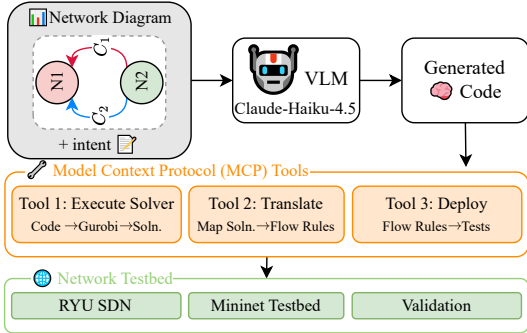 Network Diagram
N1
C₁
N2
C₂
+ intent
VLM
Claude-Haiku-4.5
Generated
Code
Model Context Protocol (MCP) Tools
Tool 1: Execute Solver
Code →Gurobi→Soln.
Tool 2: Translate
Map Soln.→Flow Rules
Tool 3: Deploy
Flow Rules→Tests
Network Testbed
RYU SDN
Mininet Testbed
Validation